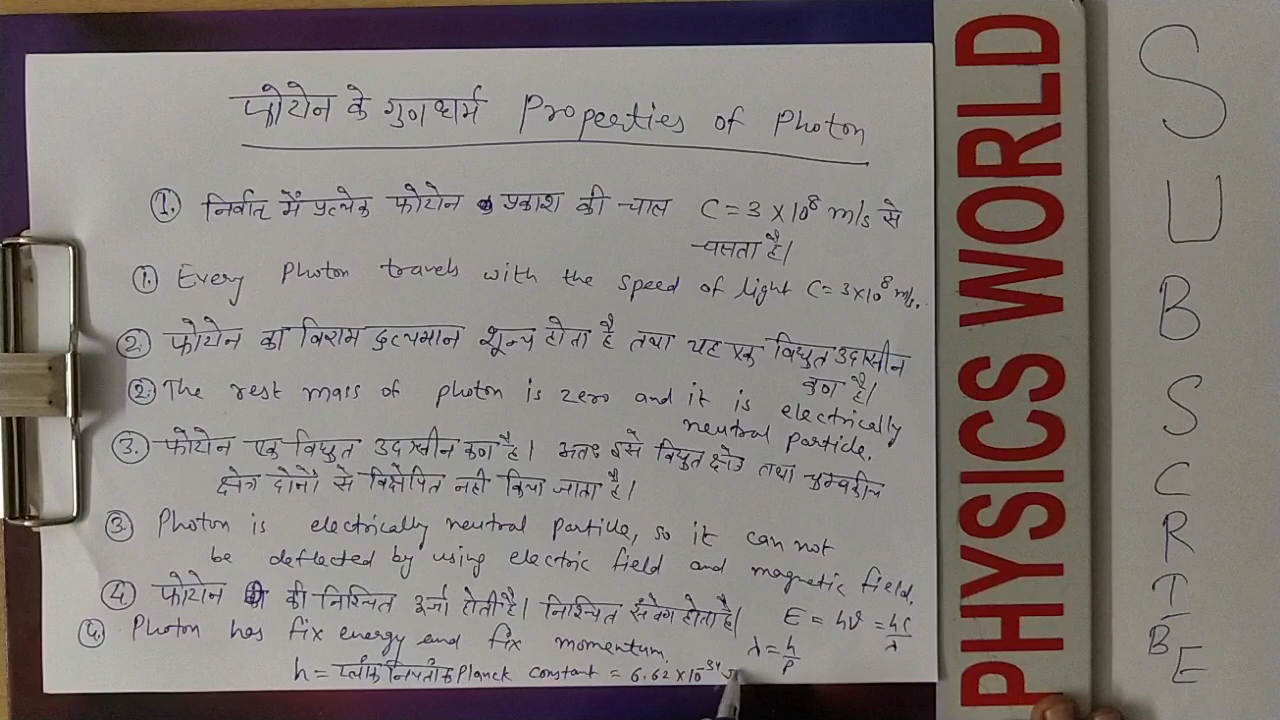 फोटोन के गुणधर्म Properties of Photon
①. निर्वात में प्रत्येक फोटोन प्रकाश की चाल C = 3 × 10⁸ m/s से
चलता है।
①. Every Photon travels with the speed of light C = 3×10⁸ m/s.
②. फोटोन का विराम द्रव्यमान शून्य होता है तथा यह एक विद्युत उदासीन
कण है।
②. The rest mass of photon is zero and it is electrically
neutral particle.
③. फोटोन एक विद्युत उदासीन कण है। अतः इसे विद्युत क्षेत्र तथा चुम्बकीय
क्षेत्र दोनों से विक्षेपित नही किया जाता है।
③ Photon is electrically neutral particle, so it can not
be deflected by using electric field and magnetic field.
④. फोटोन की निश्चित ऊर्जा होती है। निश्चित संवेग होता है। E = hν = hc/λ
④. Photon has fix energy and fix momentum. λ = h/p
h = प्लांक नियतांक Planck constant = 6.62 × 10⁻³⁴ J
PHYSICS WORLD
SUBSCRIBE